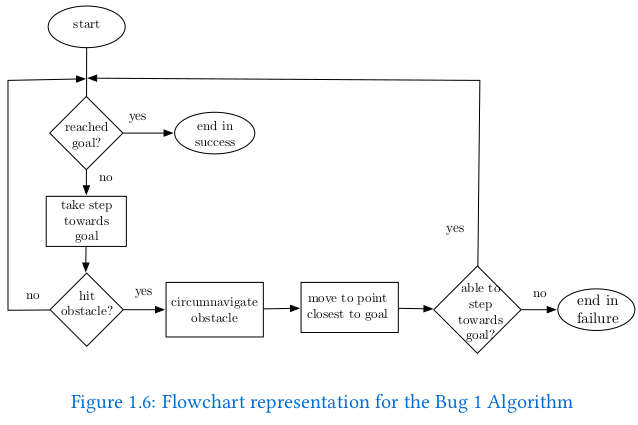 start
reached
goal?
yes
end in
success
no
take step
towards
goal
hit
obstacle?
no
yes
circumnavigate
obstacle
move to point
closest to goal
able to
step
towards
goal?
yes
no
end in
failure
Figure 1.6: Flowchart representation for the Bug 1 Algorithm